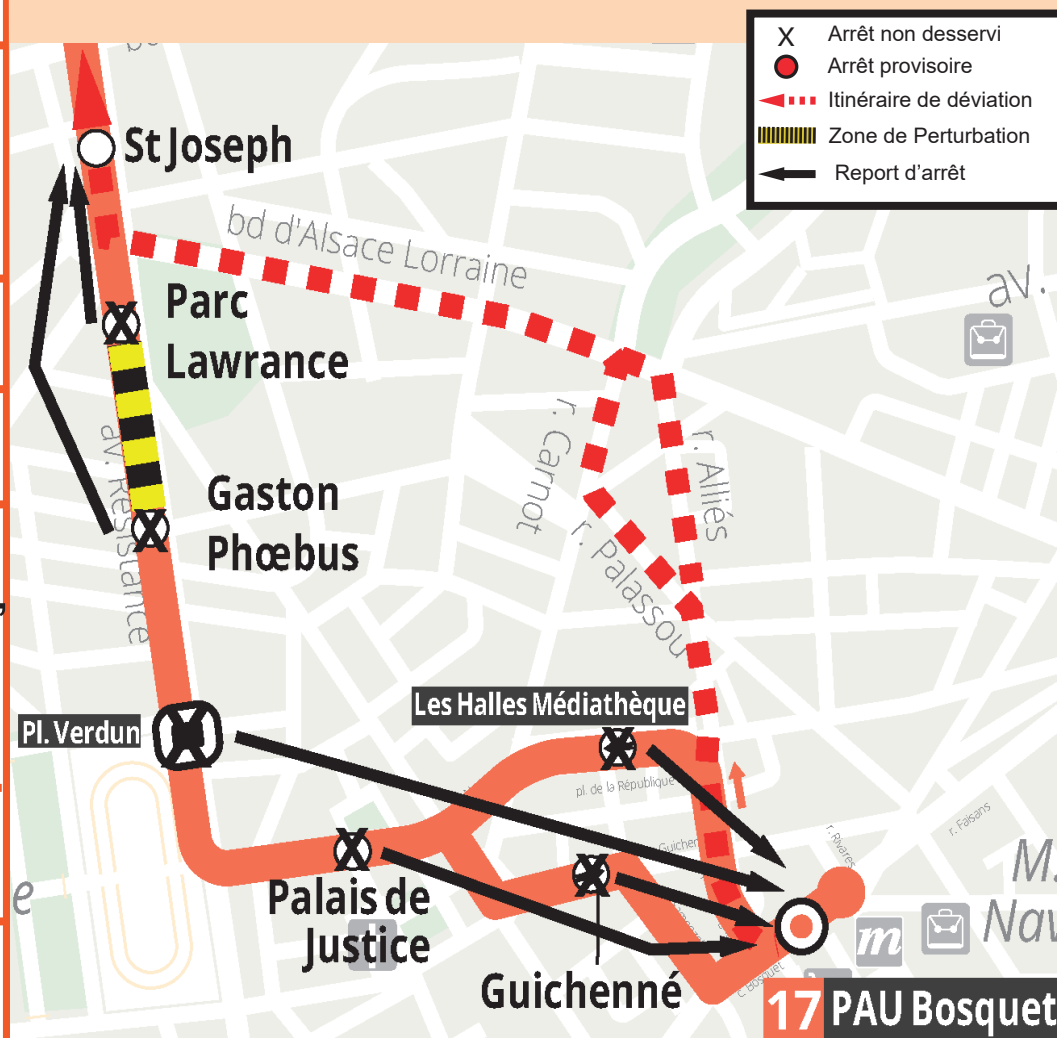 X Arrêt non desservi
Arrêt provisoire
Itinéraire de déviation
Zone de Perturbation
Report d'arrêt
St Joseph
bd d'Alsace Lorraine
av.
Parc
Lawrance
r. Carnot
r. Alliés
av. Résistance
Gaston
Phœbus
r. Palassou
Les Halles Médiathèque
Pl. Verdun
pl. de la République
r. Faisans
r. Rivares
Palais de
Justice
Guichenné
c. Bosquet
m
17 PAU Bosquet